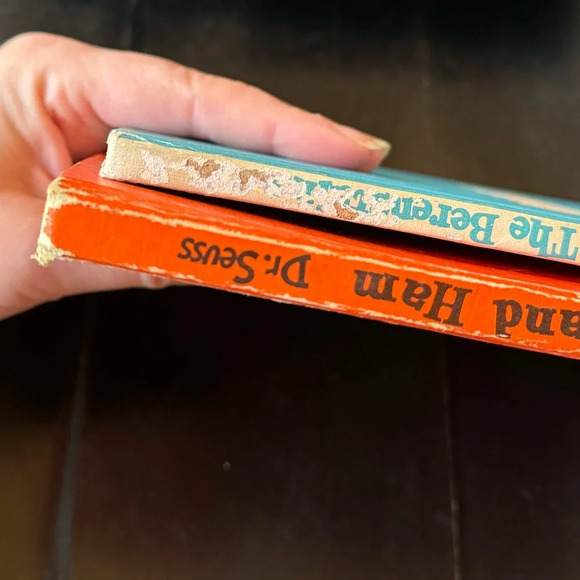 The Beren
and Ham Dr. Seuss